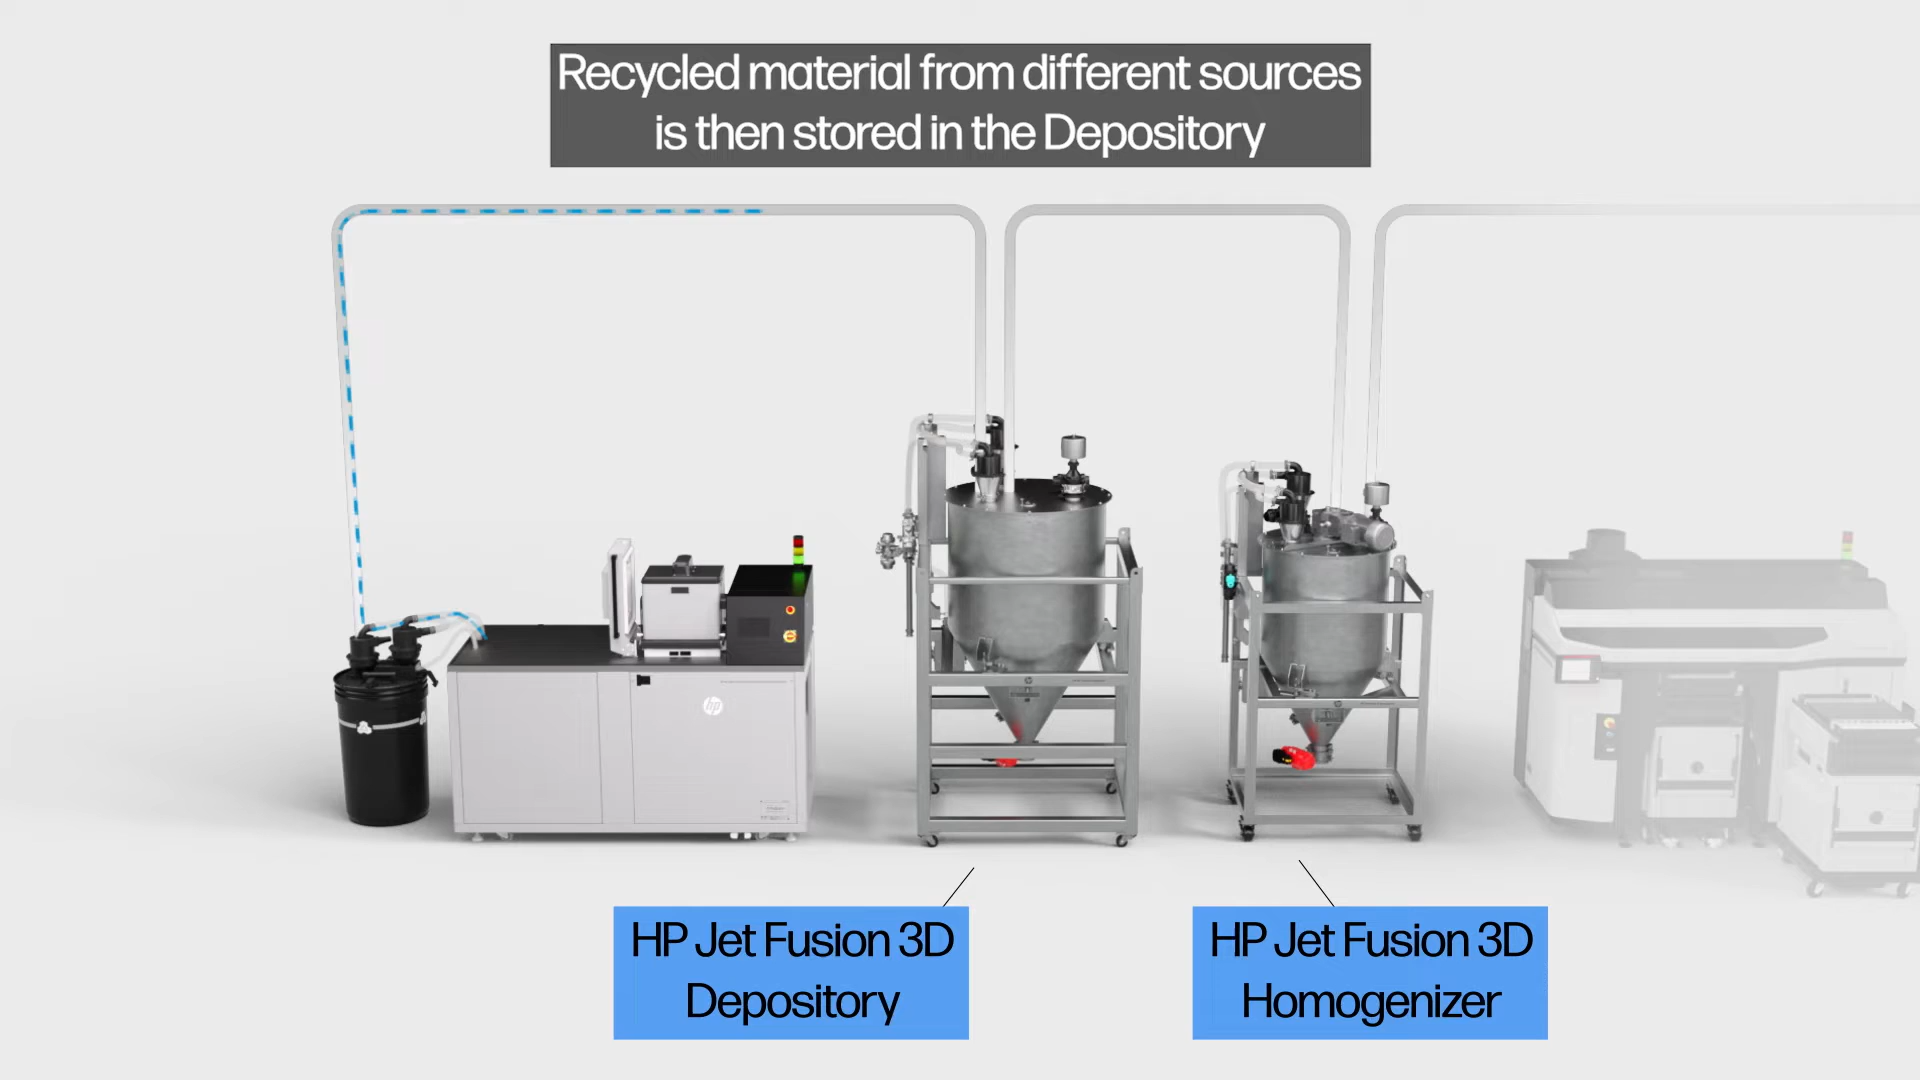 Recycled material from different sources
is then stored in the Depository
hp
HP Jet Fusion 3D
Depository
HP Jet Fusion 3D
Homogenizer